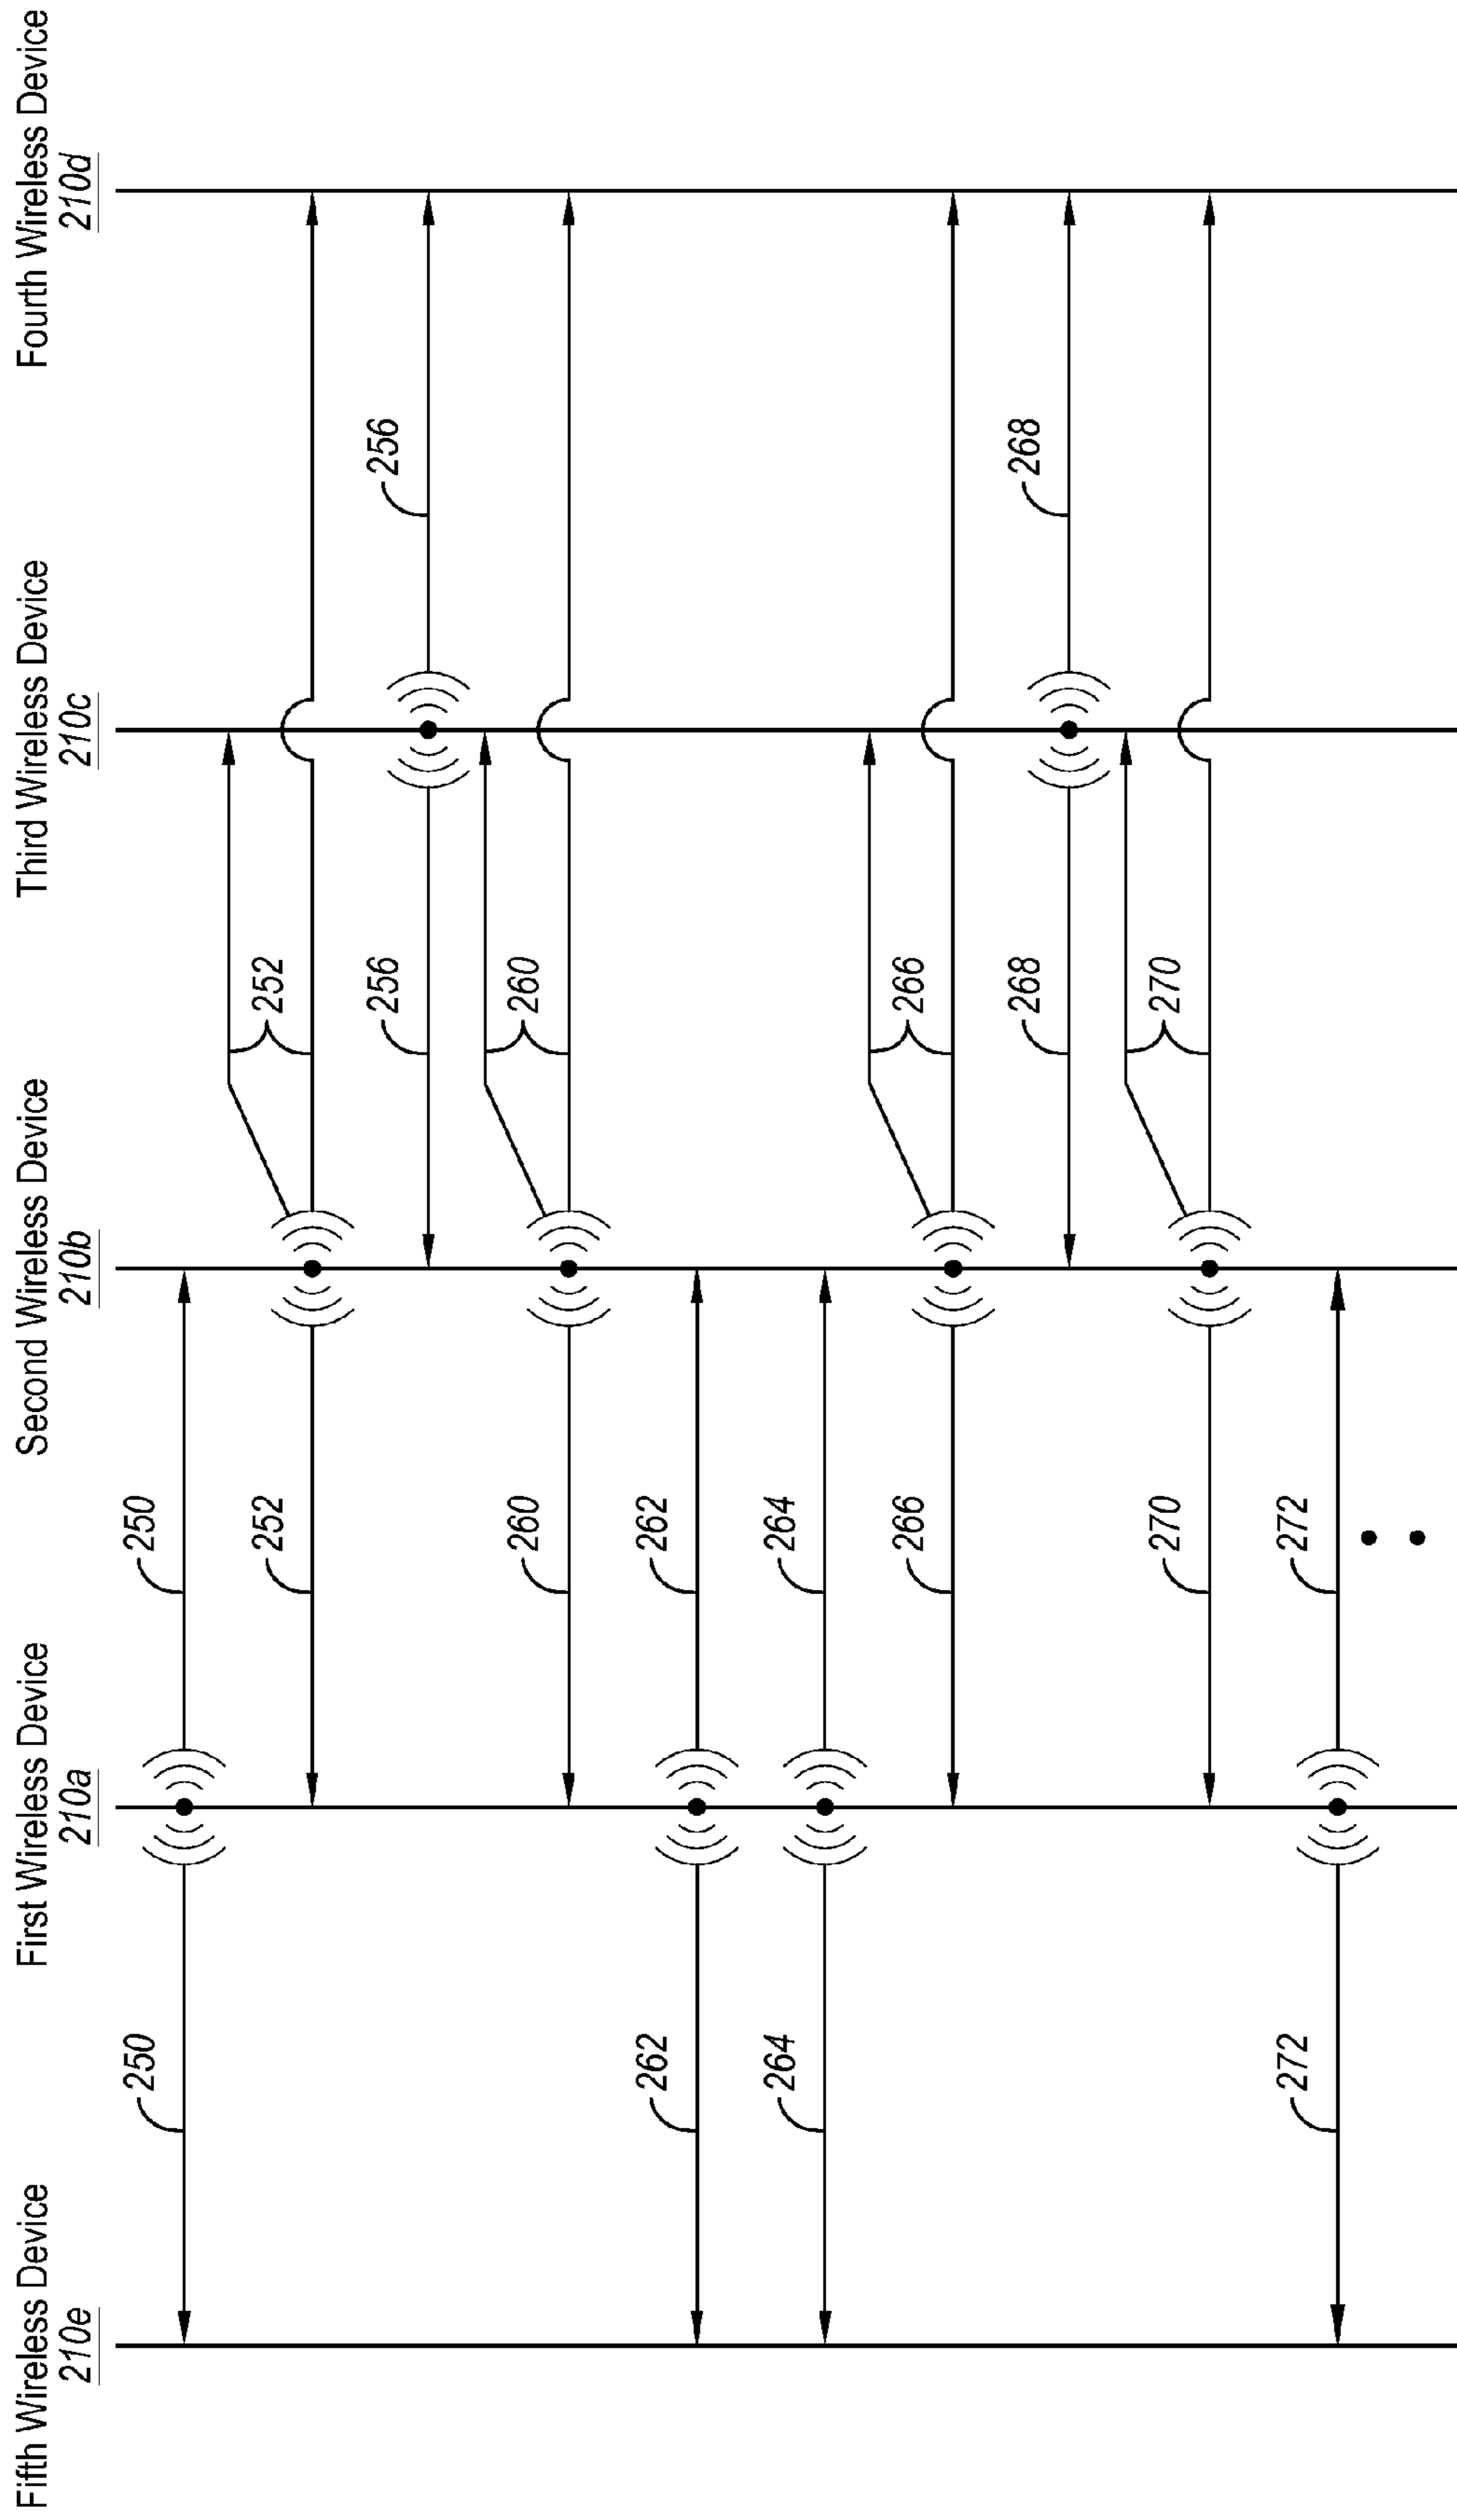 Fifth Wireless Device
210e
First Wireless Device
210a
Second Wireless Device
210b
Third Wireless Device
210c
Fourth Wireless Device
210d
250
250
252
252
256
256
260
260
262
262
264
264
266
266
268
268
270
270
272
272